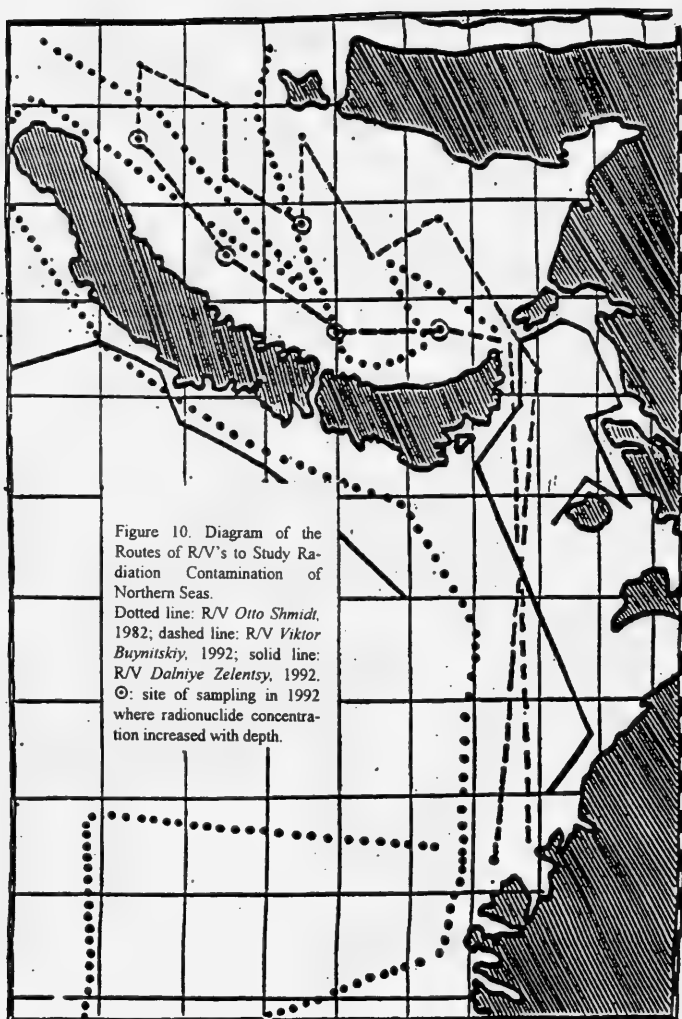 Figure 10. Diagram of the
Routes of R/V's to Study Ra-
diation Contamination of
Northern Seas.
Dotted line: R/V Otto Shmidt,
1982; dashed line: R/V Viktor
Buynitskiy, 1992; solid line:
R/V Dalniye Zelentsy, 1992.
⊙: site of sampling in 1992
where radionuclide concentra-
tion increased with depth.